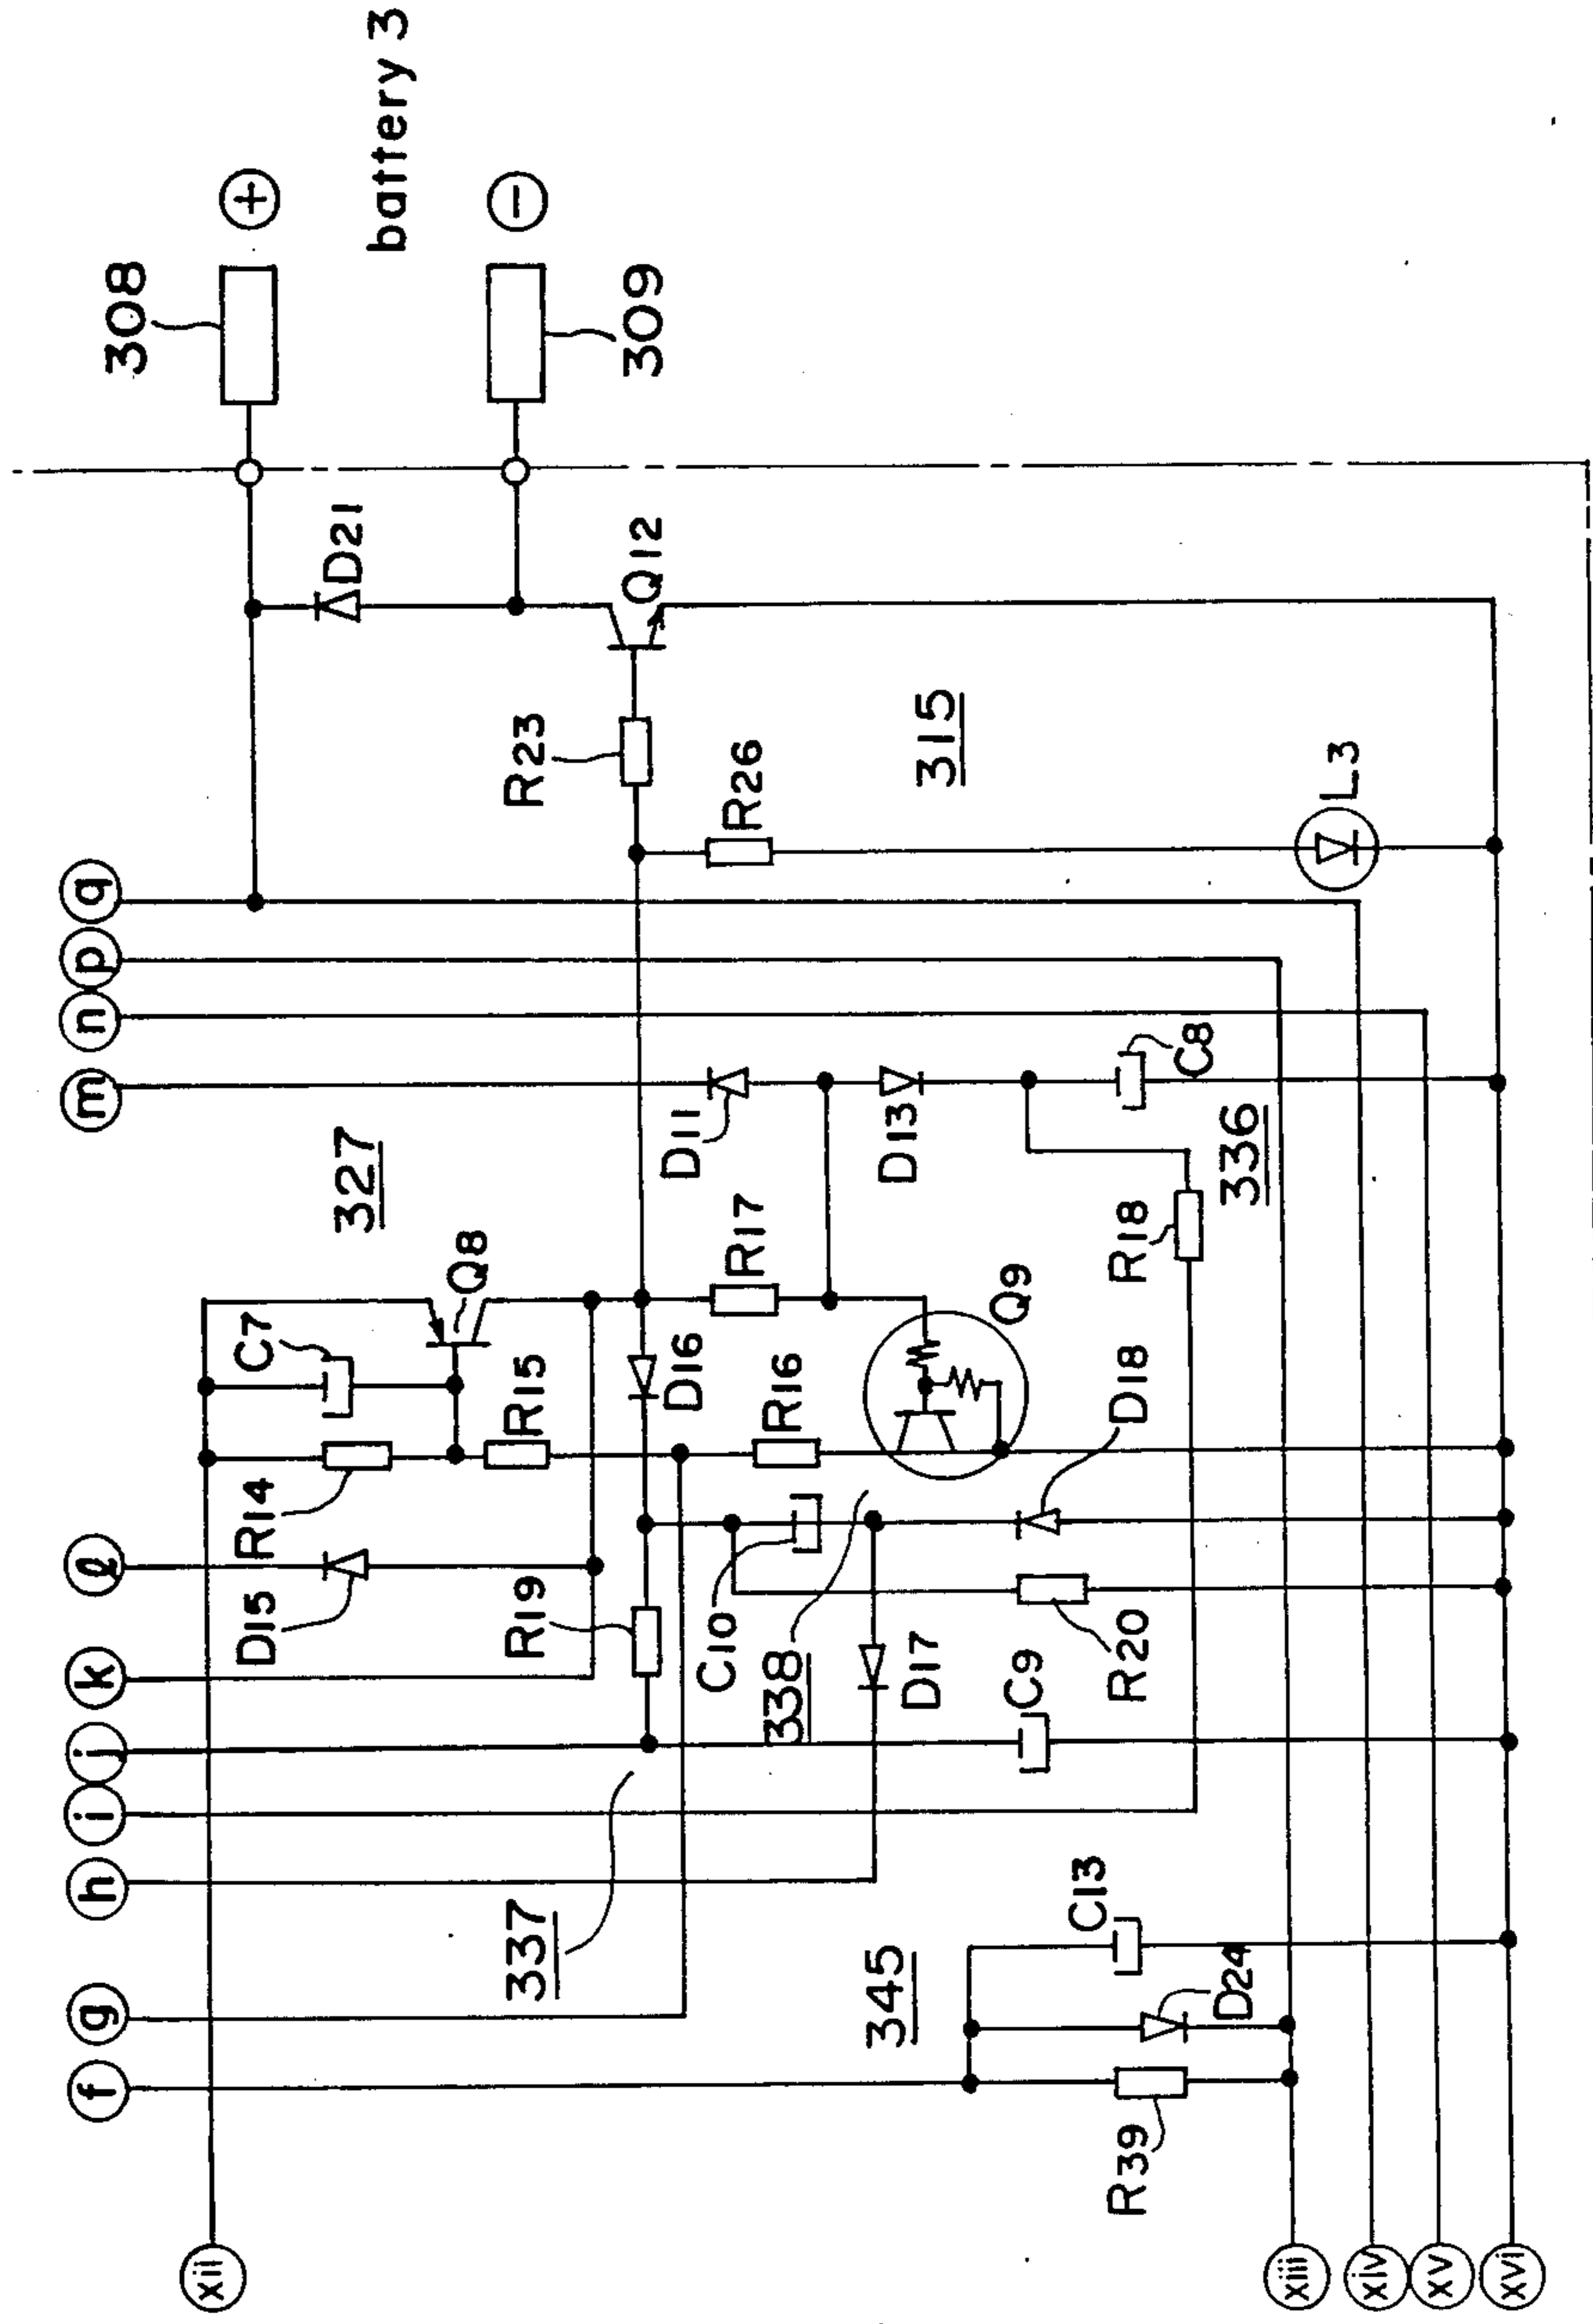 308
+
battery 3
−
309
D21
Q12
R23
R26
315
L3
q
p
n
m
327
D11
D13
C8
336
R17
R18
Q8
C7
R15
D16
R16
Q9
D18
R14
ℓ
D15
R19
C10
338
D17
C9
R20
k
j
i
h
337
345
C13
D24
R39
g
f
xii
xiii
xiv
xv
xvi